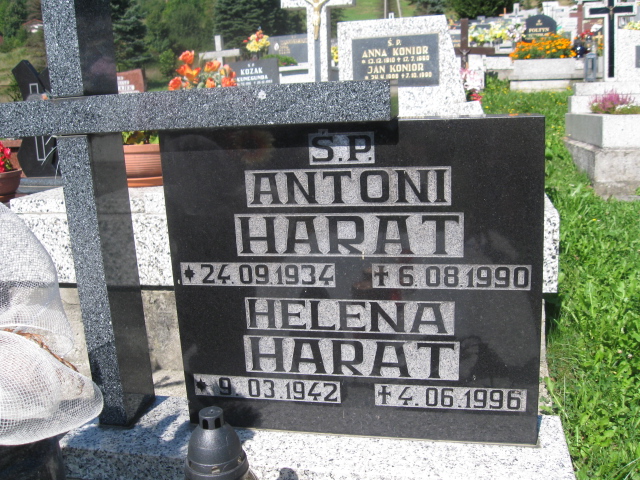 Ś.P.
ANTONI
HARAT
* 24.09.1934 † 6.08.1990
HELENA
HARAT
* 9.03.1942 † 4.06.1996
Ś.P.
ANNA KONIOR
JAN KONIOR
KOZAK